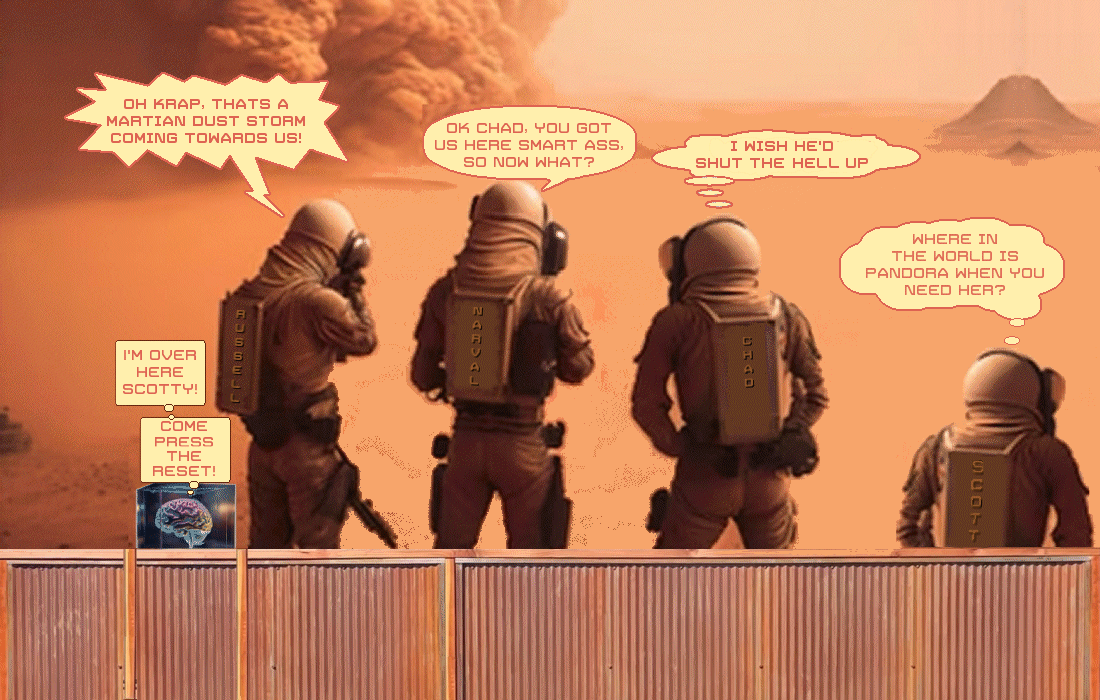 OH KRAP, THATS A
MARTIAN DUST STORM
COMING TOWARDS US!
OK CHAD, YOU GOT
US HERE SMART ASS,
SO NOW WHAT?
I WISH HE'D
SHUT THE HELL UP
WHERE IN
THE WORLD IS
PANDORA WHEN YOU
NEED HER?
I'M OVER
HERE
SCOTTY!
COME
PRESS
THE
RESET!
RUSSELL
NARVAL
CHAD
SCOTT